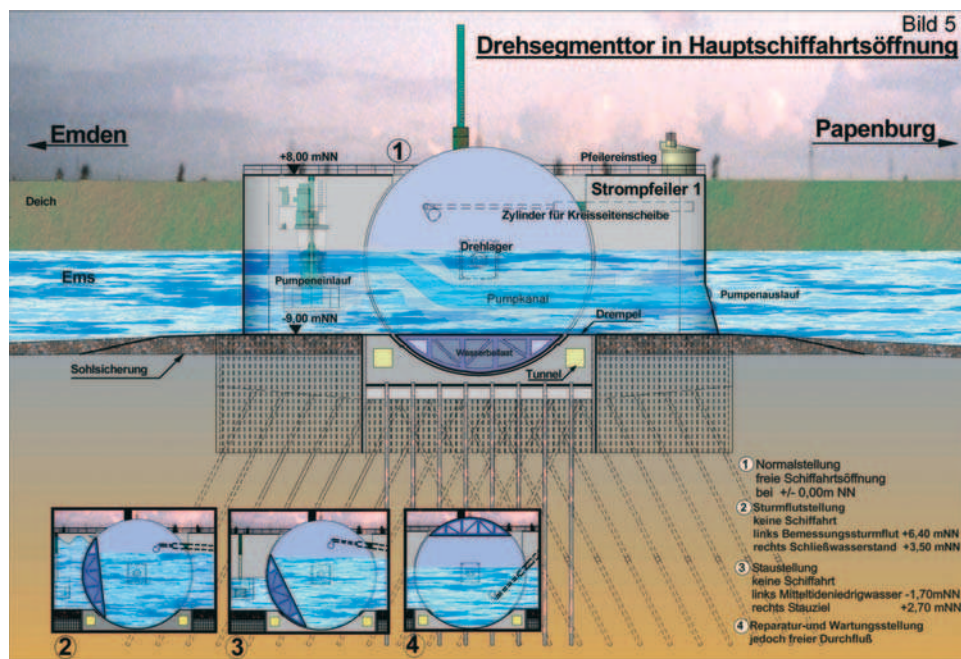 Bild 5
Drehsegmenttor in Hauptschiffahrtsöffnung
Emden
Papenburg
+8,00 mNN
1
Pfeilereinstieg
Strompfeiler 1
Deich
Zylinder für Kreisseitenscheibe
Drehlager
Ems
Pumpeneinlauf
Pumpkanal
Pumpenauslauf
-9,00 mNN
Drempel
Wasserballast
Sohlsicherung
Tunnel
1 Normalstellung
freie Schiffahrtsöffnung
bei +/- 0,00m NN
2 Sturmflutstellung
keine Schiffahrt
links Bemessungssturmflut +6,40 mNN
rechts Schließwasserstand +3,50 mNN
3 Staustellung
keine Schiffahrt
links Mitteltideniedrigwasser -1,70mNN
rechts Stauziel +2,70 mNN
4 Reparatur-und Wartungsstellung
jedoch freier Durchfluß
2
3
4